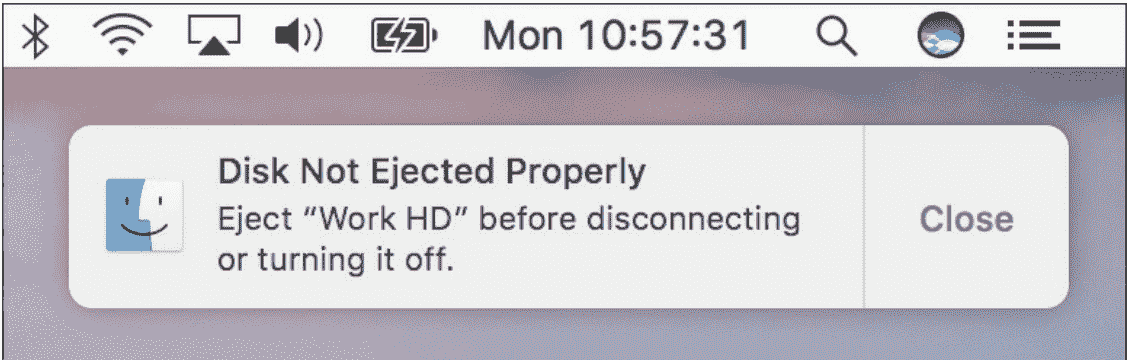 Mon 10:57:31
Disk Not Ejected Properly
Eject “Work HD” before disconnecting
or turning it off.
Close